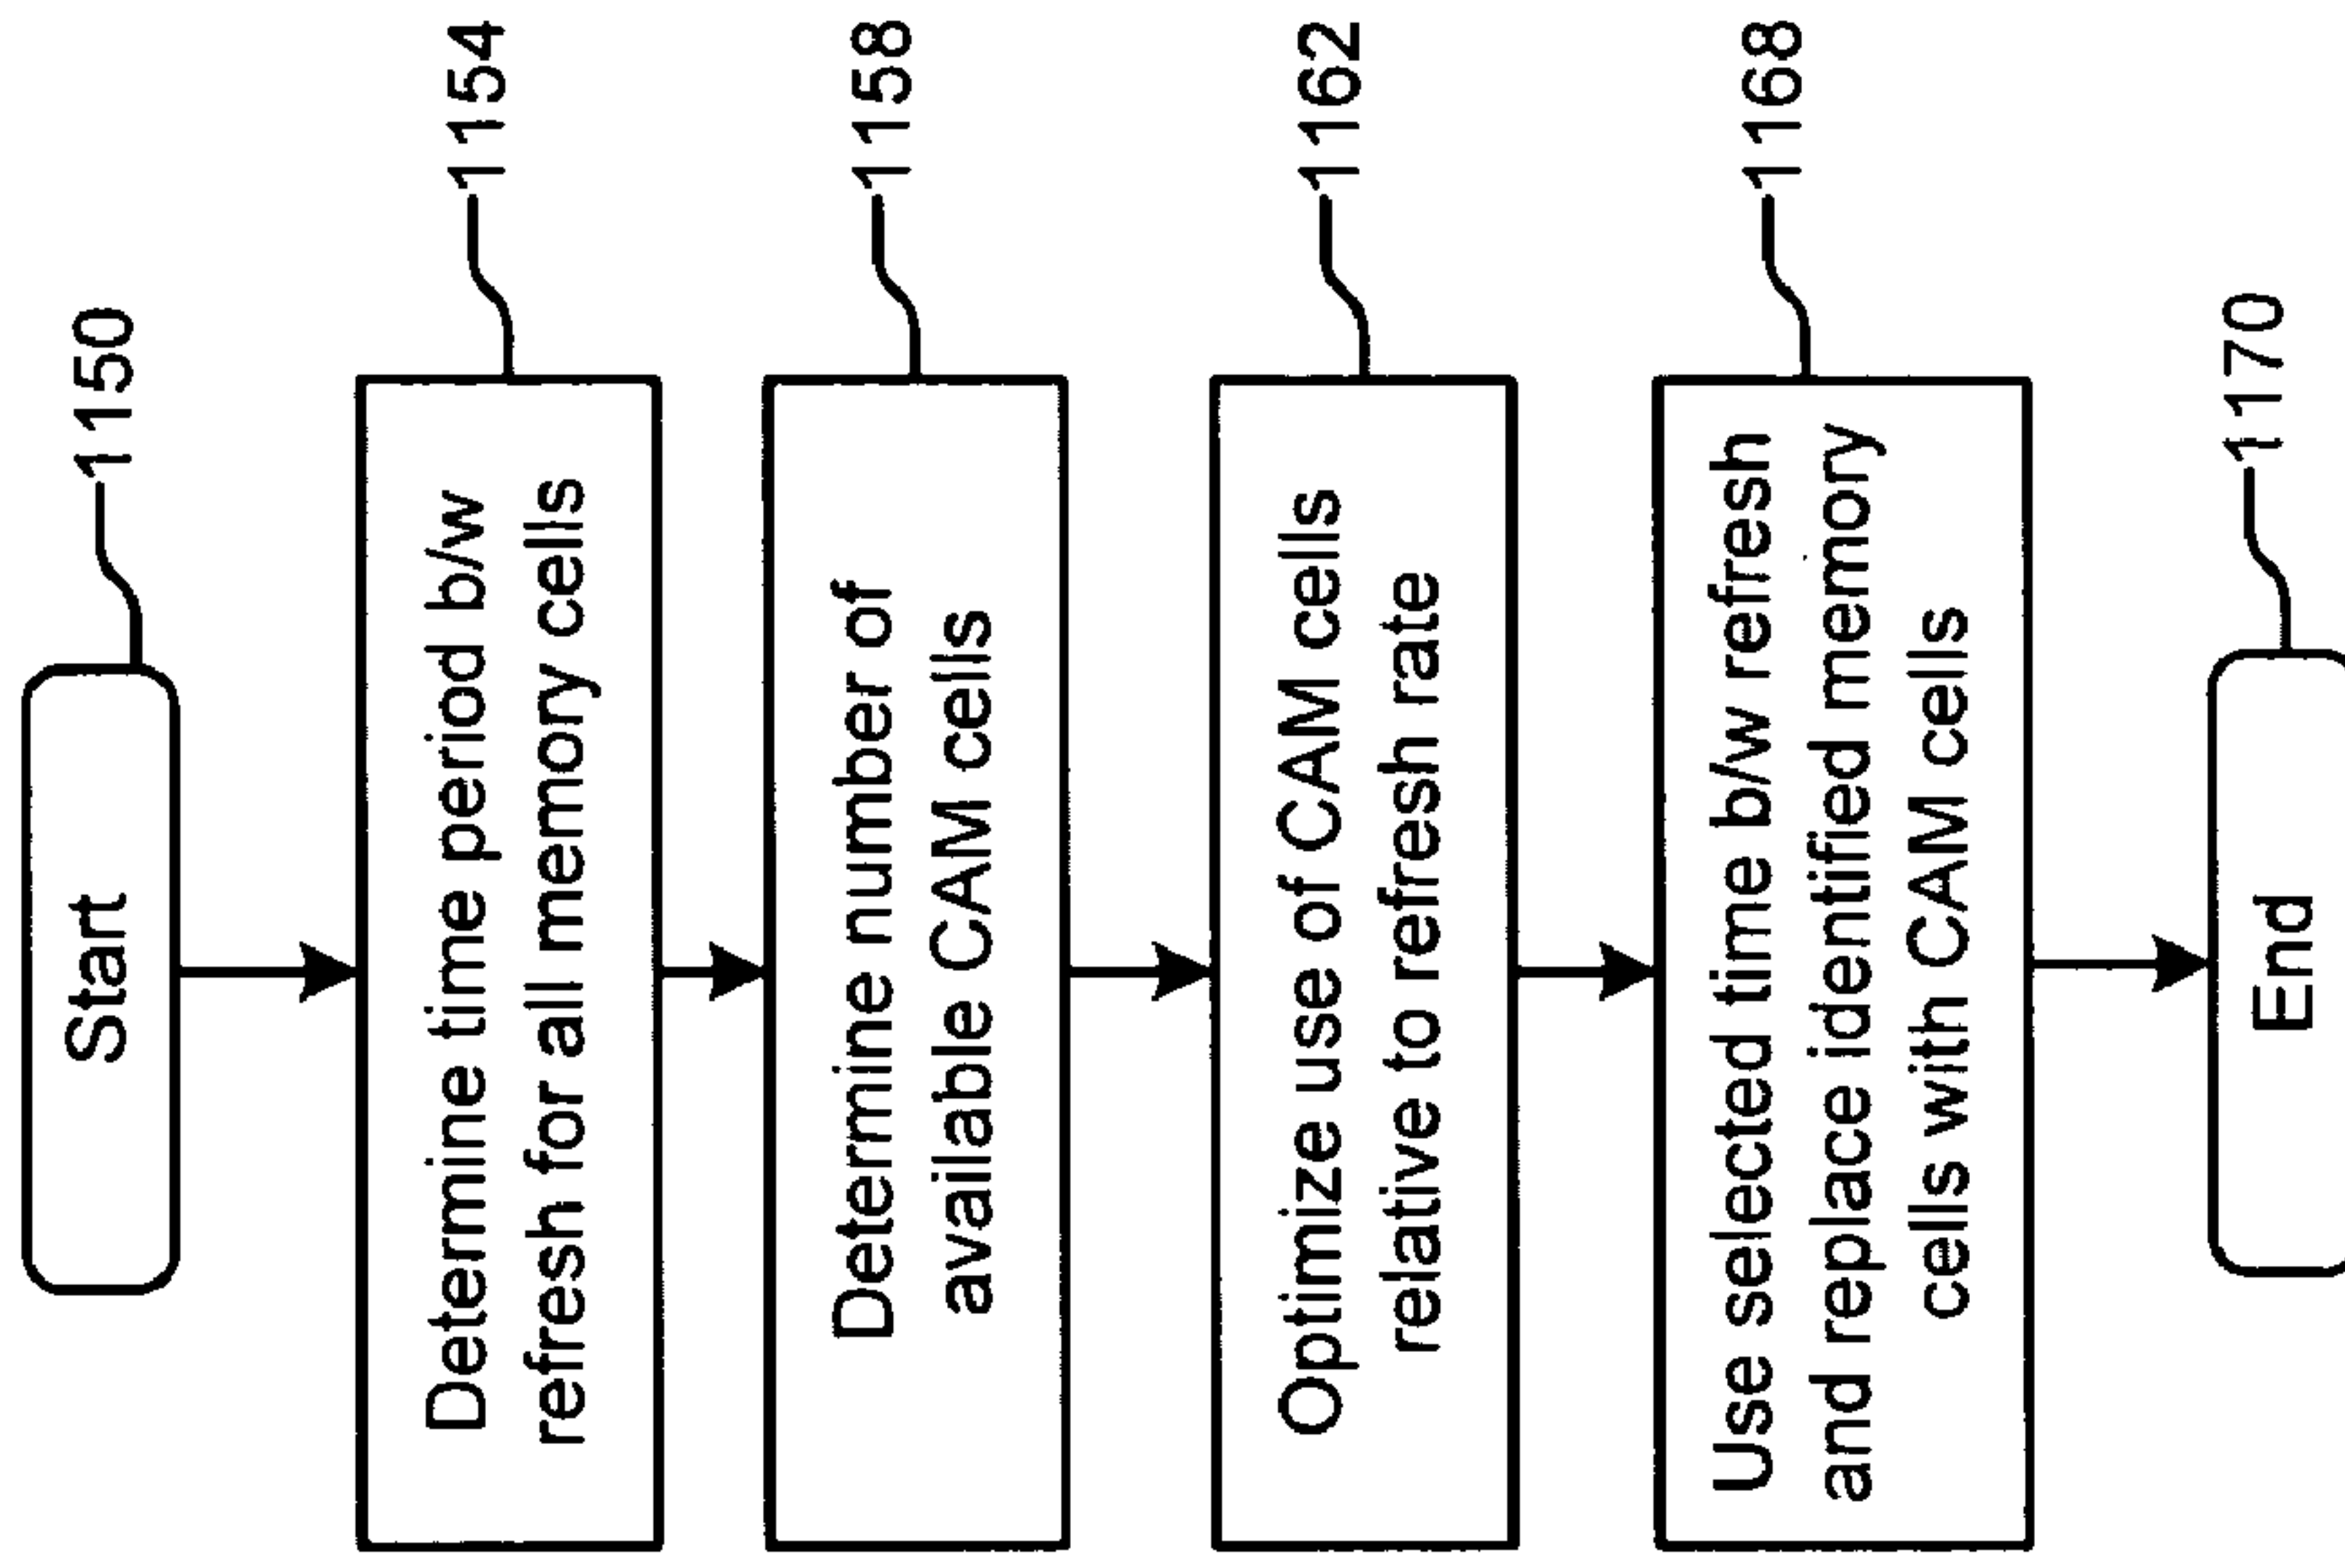 Start
1150
Determine time period b/w
refresh for all memory cells
1154
Determine number of
available CAM cells
1158
Optimize use of CAM cells
relative to refresh rate
1162
Use selected time b/w refresh
and replace identified memory
cells with CAM cells
1168
End
1170